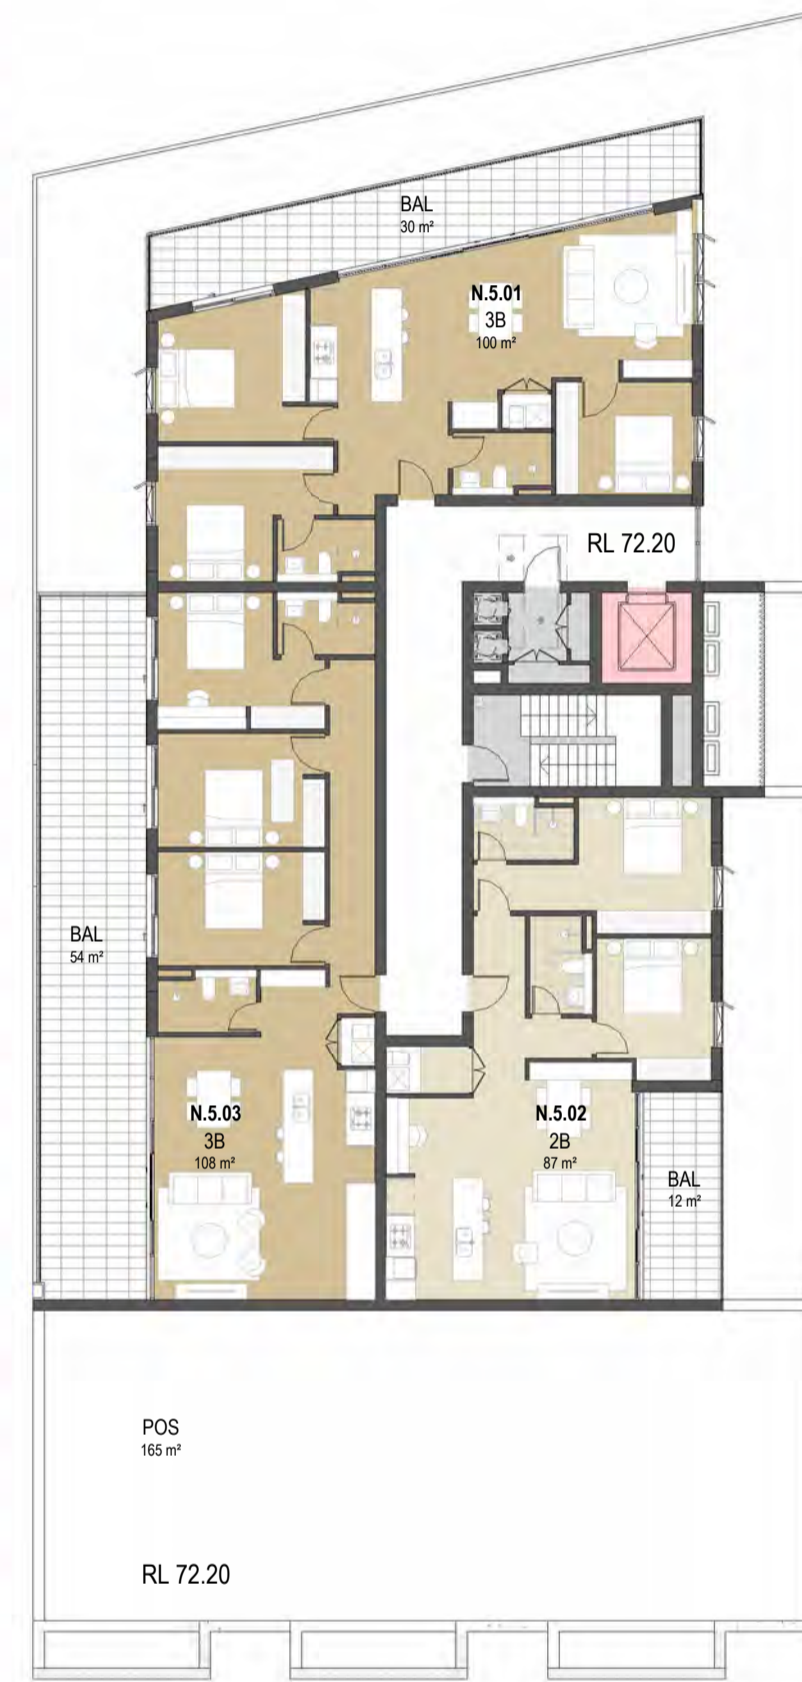 BAL
30 m²
N.5.01
3B
100 m²
RL 72.20
BAL
54 m²
N.5.03
3B
108 m²
N.5.02
2B
87 m²
BAL
12 m²
POS
165 m²
RL 72.20